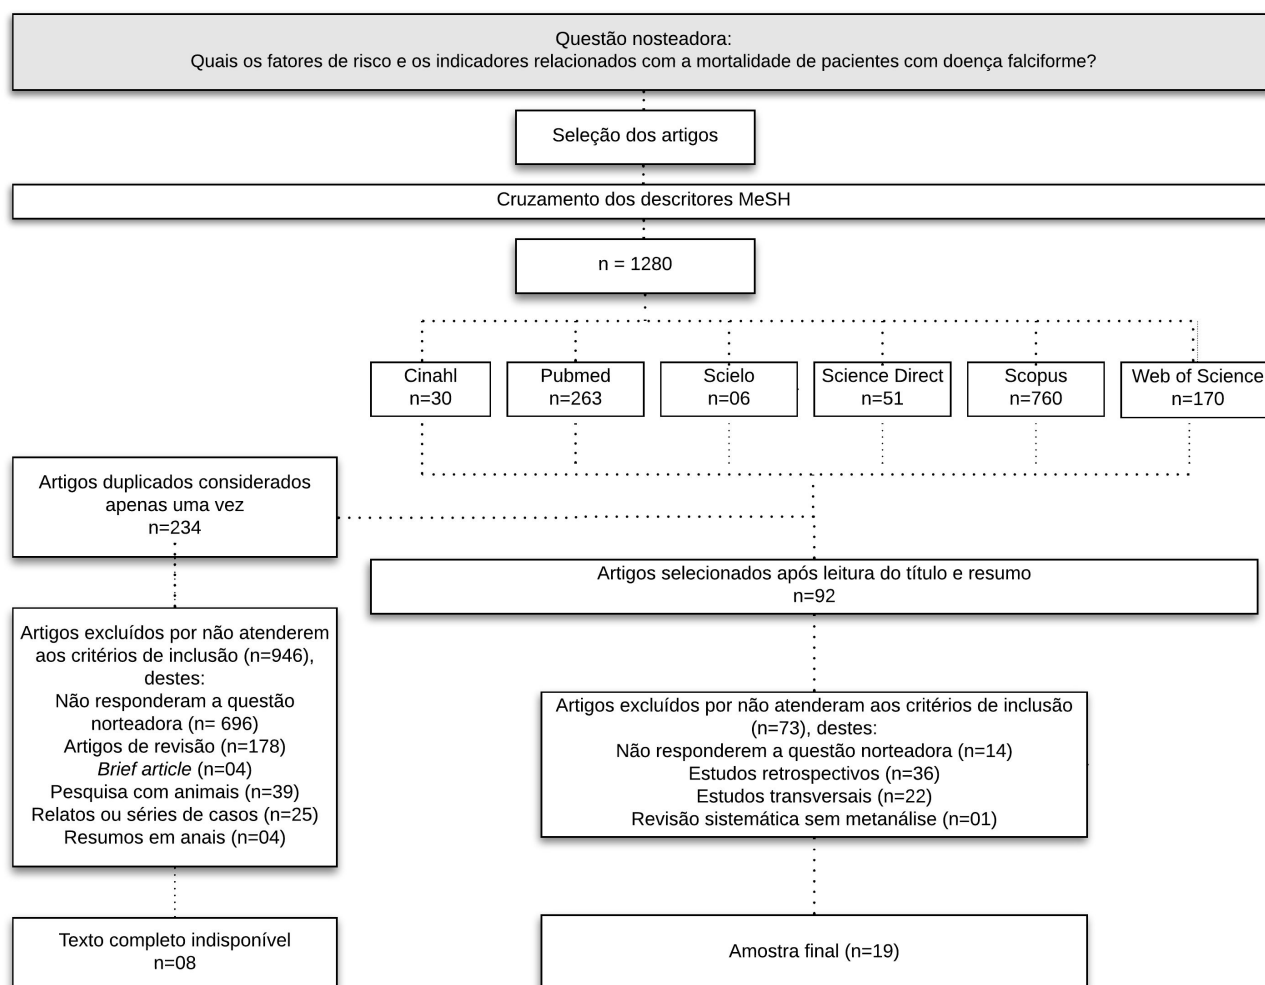 Questão nosteadora:
Quais os fatores de risco e os indicadores relacionados com a mortalidade de pacientes com doença falciforme?
Seleção dos artigos
Cruzamento dos descritores MeSH
n = 1280
Cinahl
n=30
Pubmed
n=263
Scielo
n=06
Science Direct
n=51
Scopus
n=760
Web of Science
n=170
Artigos duplicados considerados
apenas uma vez
n=234
Artigos selecionados após leitura do título e resumo
n=92
Artigos excluídos por não atenderem
aos critérios de inclusão (n=946),
destes:
Não responderam a questão
norteadora (n= 696)
Artigos de revisão (n=178)
Brief article (n=04)
Pesquisa com animais (n=39)
Relatos ou séries de casos (n=25)
Resumos em anais (n=04)
Artigos excluídos por não atenderam aos critérios de inclusão
(n=73), destes:
Não responderem a questão norteadora (n=14)
Estudos retrospectivos (n=36)
Estudos transversais (n=22)
Revisão sistemática sem metanálise (n=01)
Texto completo indisponível
n=08
Amostra final (n=19)